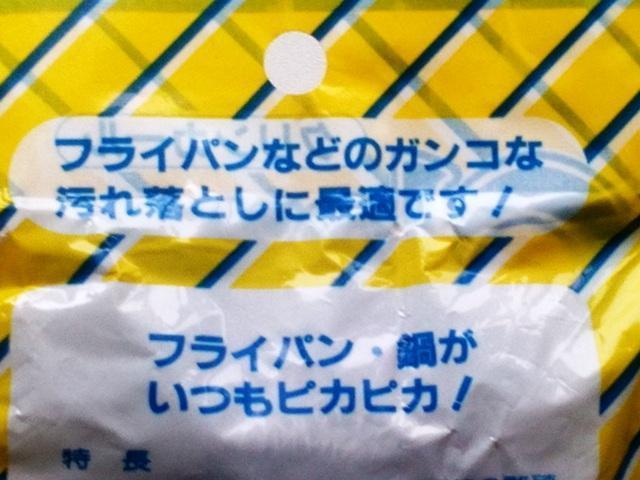 フライパンなどのガンコな
汚れ落としに最適です!
フライパン・鍋が
いつもピカピカ!
特長